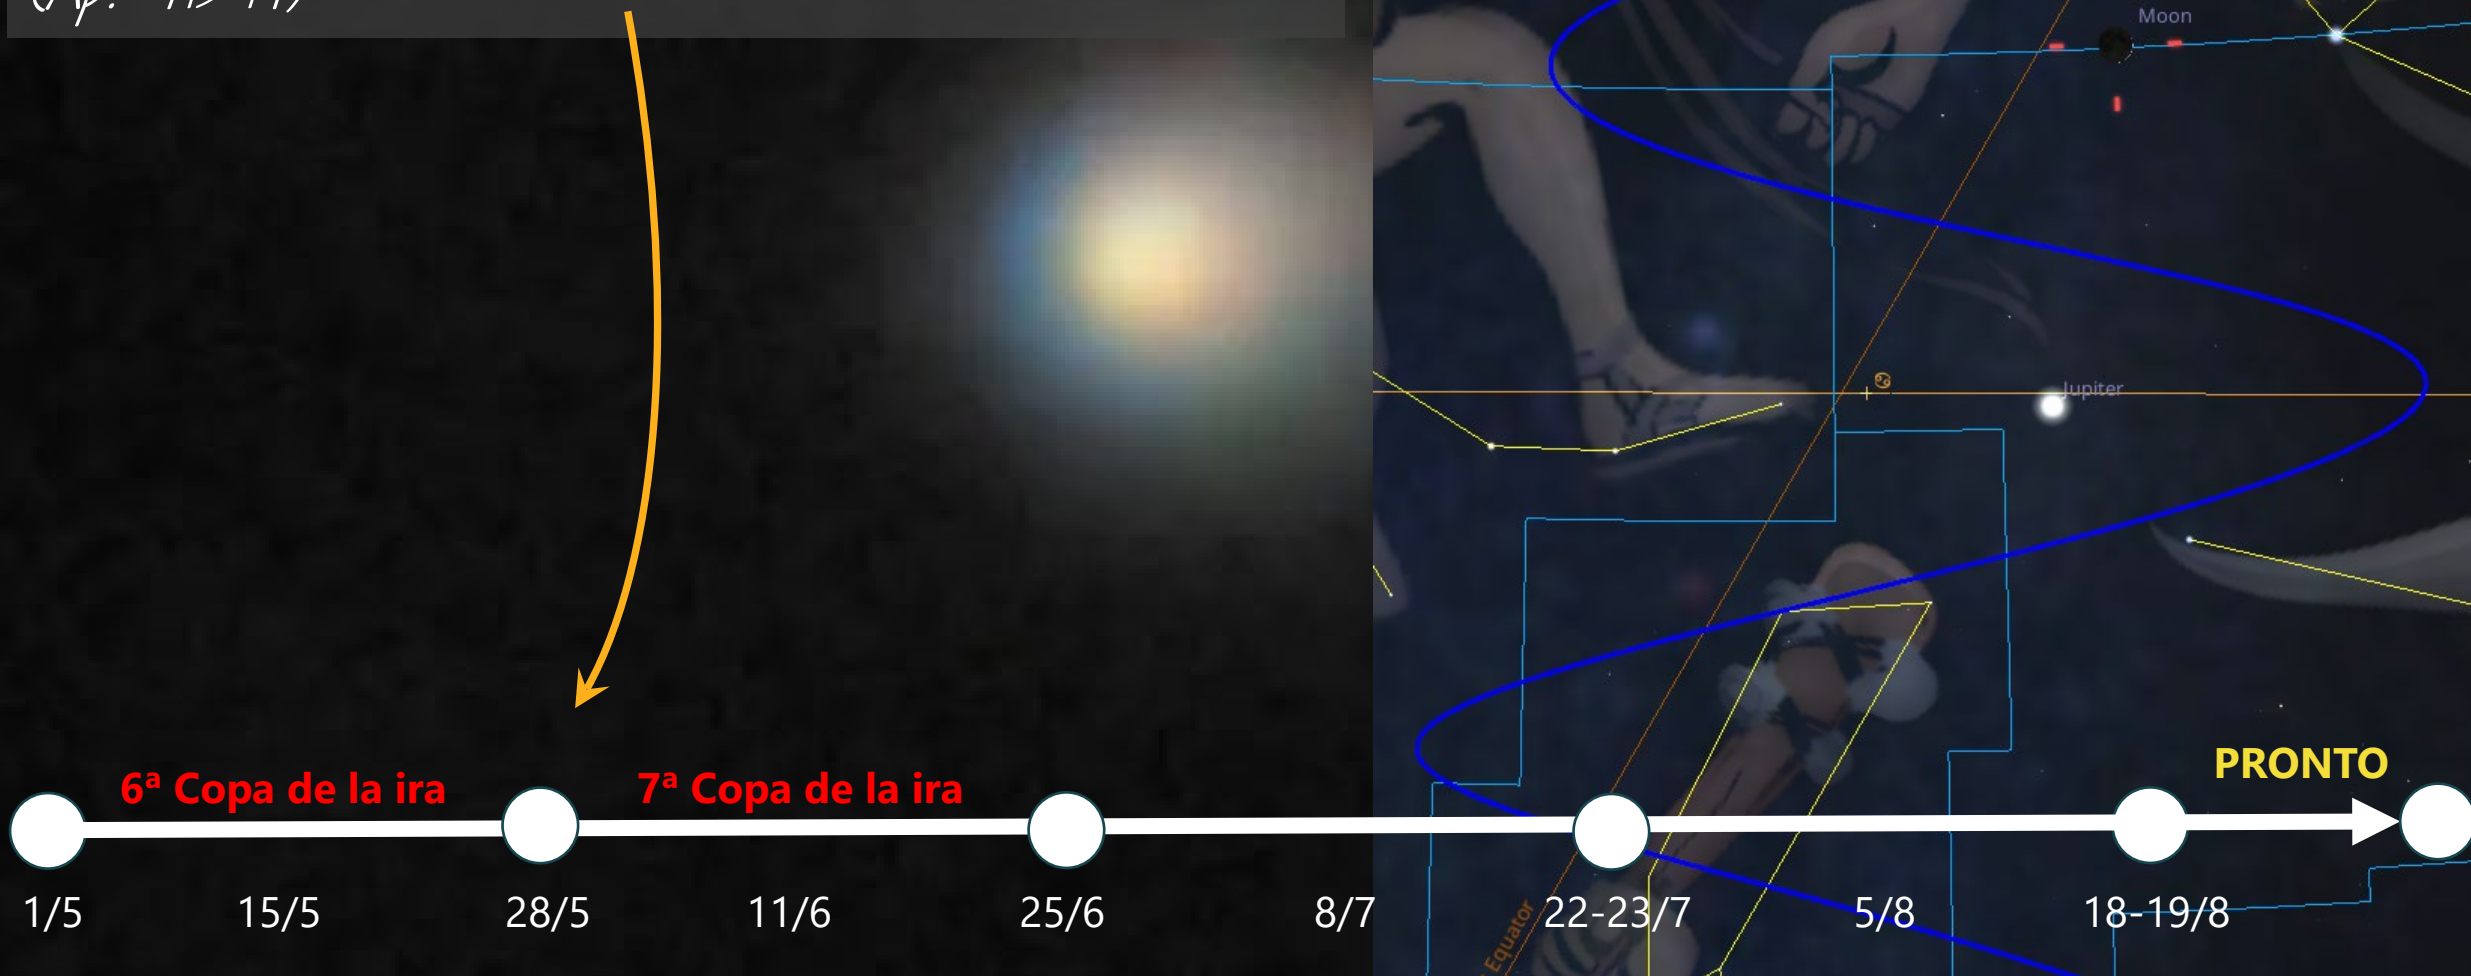 Moon
Jupiter
PRONTO
6ª Copa de la ira
7ª Copa de la ira
1/5
15/5
28/5
11/6
25/6
8/7
22-23/7
5/8
18-19/8
Equator